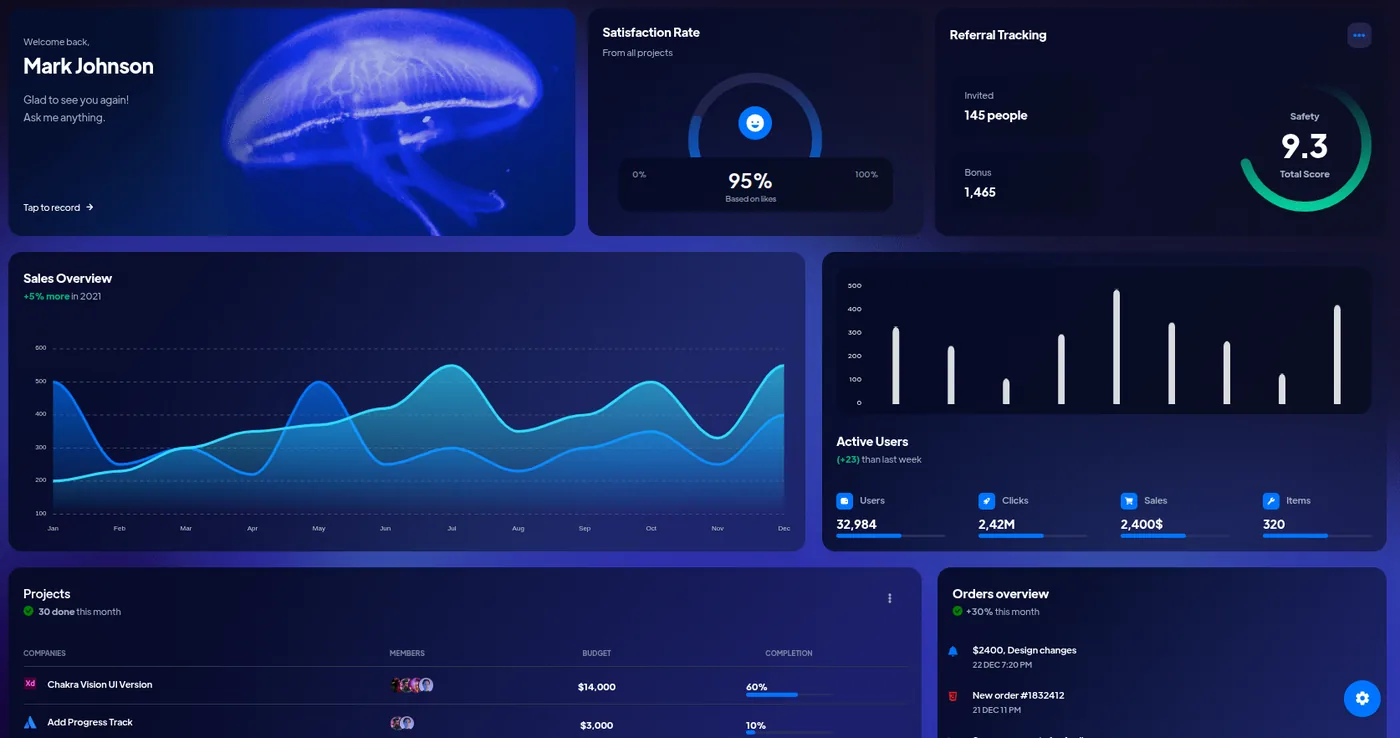 Welcome back,
Mark Johnson
Glad to see you again!
Ask me anything.
Tap to record
Satisfaction Rate
From all projects
0%
95%
100%
Based on likes
Referral Tracking
Invited
145 people
Bonus
1,465
Safety
9.3
Total Score
Sales Overview
+5% more in 2021
600
500
400
300
200
100
Jan Feb Mar Apr May Jun Jul Aug Sep Oct Nov Dec
500
400
300
200
100
0
Active Users
(+23) than last week
Users
32,984
Clicks
2,42M
Sales
2,400$
Items
320
Projects
30 done this month
COMPANIES MEMBERS BUDGET COMPLETION
Xd Chakra Vision UI Version $14,000 60%
Add Progress Track $3,000 10%
Orders overview
+30% this month
$2400, Design changes
22 DEC 7:20 PM
New order #1832412
21 DEC 11 PM